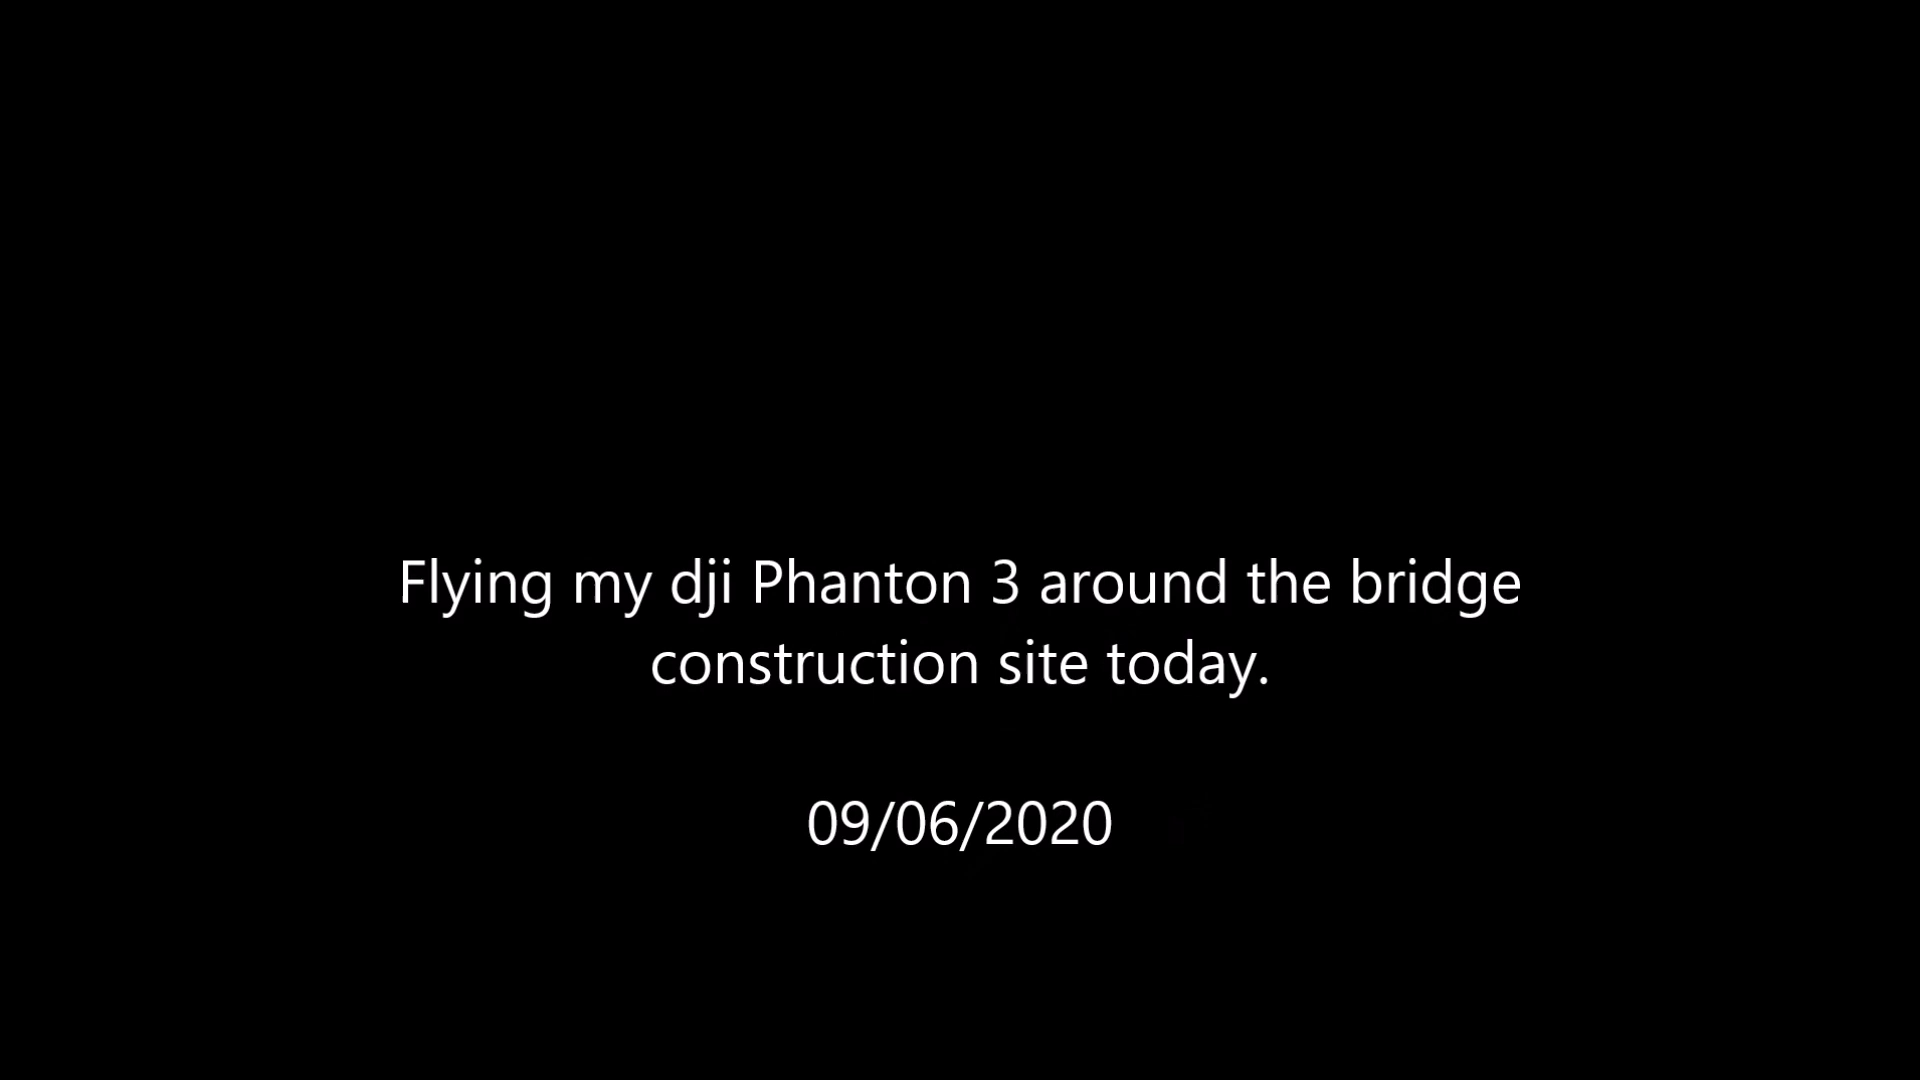 Flying my dji Phanton 3 around the bridge
construction site today.
09/06/2020